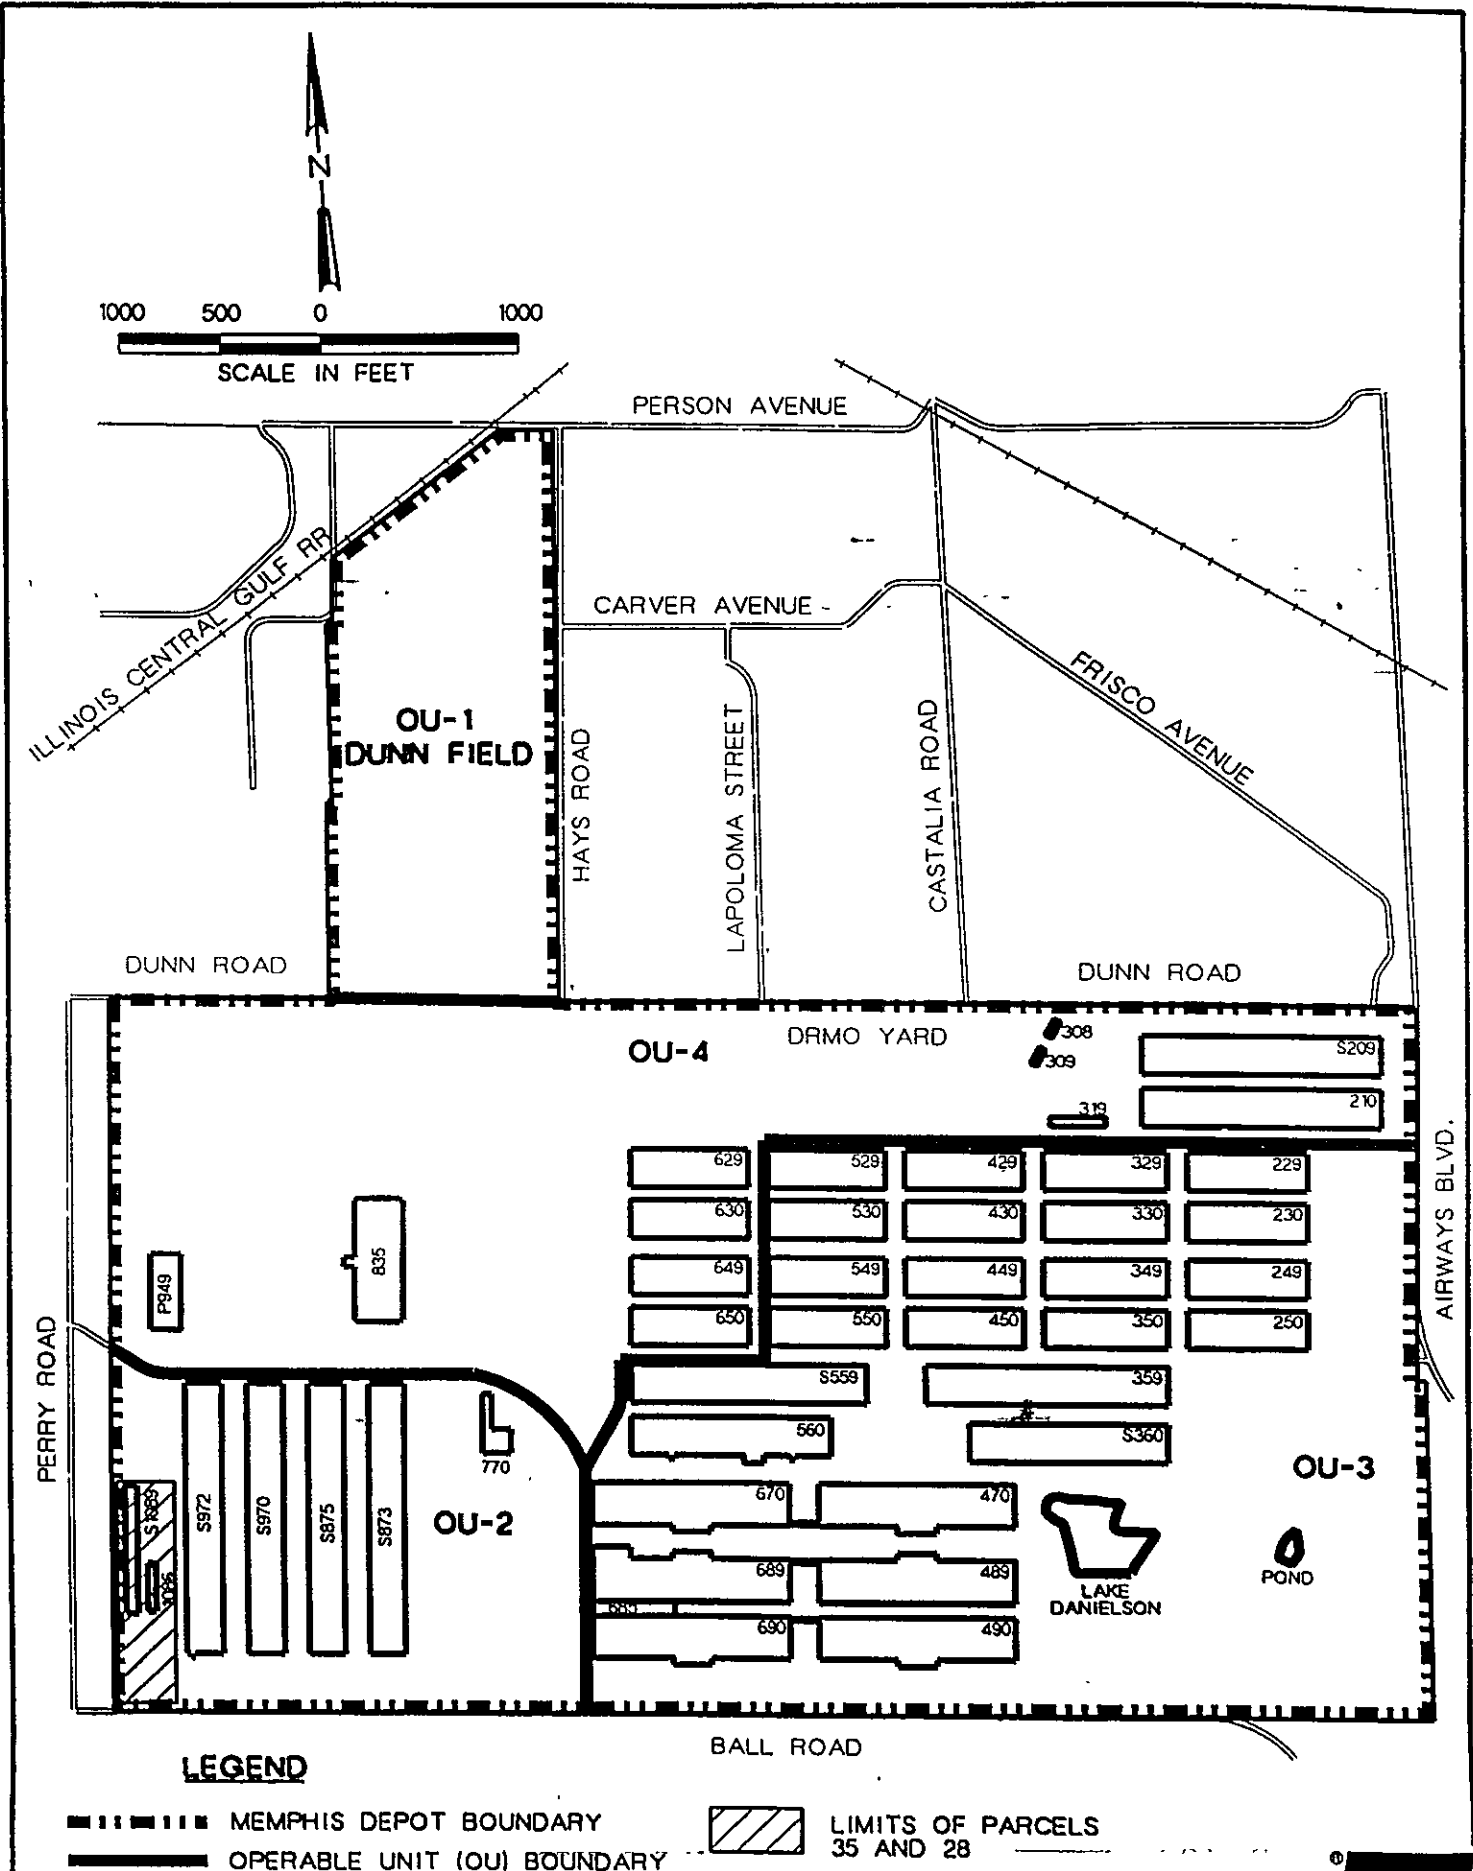 N
1000 500 0 1000
SCALE IN FEET
PERSON AVENUE
ILLINOIS CENTRAL GULF RR
CARVER AVENUE
FRISCO AVENUE
OU-1
DUNN FIELD
HAYS ROAD
LAPOLOMA STREET
CASTALIA ROAD
DUNN ROAD
DUNN ROAD
OU-4
DRMO YARD
308
309
S209
210
319
AIRWAYS BLVD.
629 529 429 329 229
630 530 430 330 230
649 549 449 349 249
650 550 450 350 250
P949
835
PERRY ROAD
S559 359
560 S360
770
OU-3
S1089
1086
S972
S970
S875
S873
OU-2
670 470
689 489
685
690 490
LAKE
DANIELSON
POND
BALL ROAD
LEGEND
MEMPHIS DEPOT BOUNDARY
OPERABLE UNIT (OU) BOUNDARY
LIMITS OF PARCELS
35 AND 28